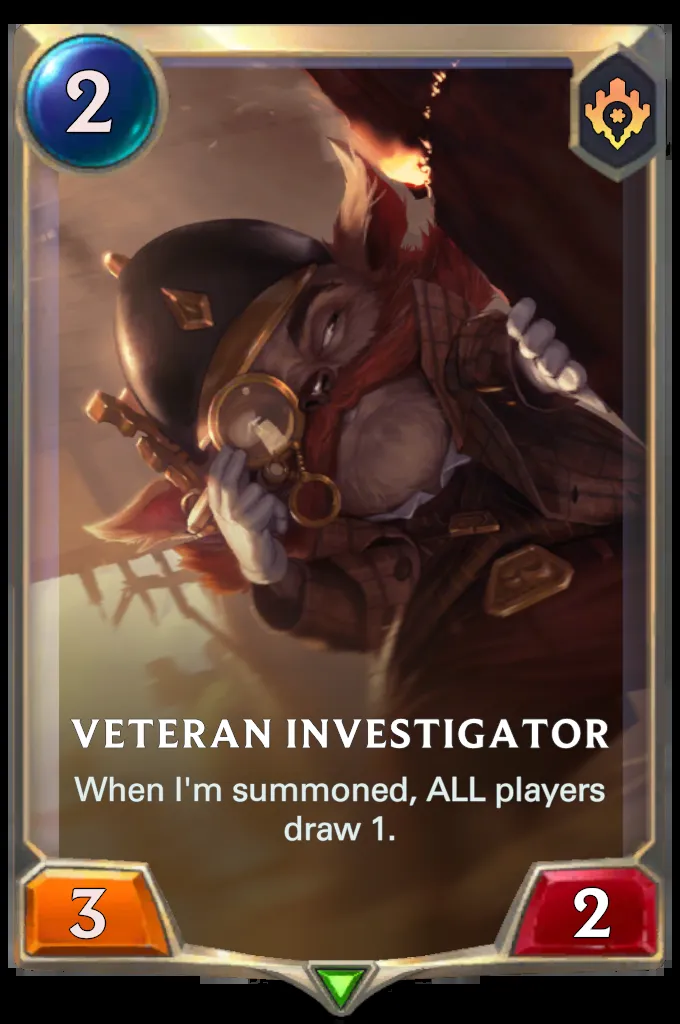 2
VETERAN INVESTIGATOR
When I'm summoned, ALL players
draw 1.
3
2